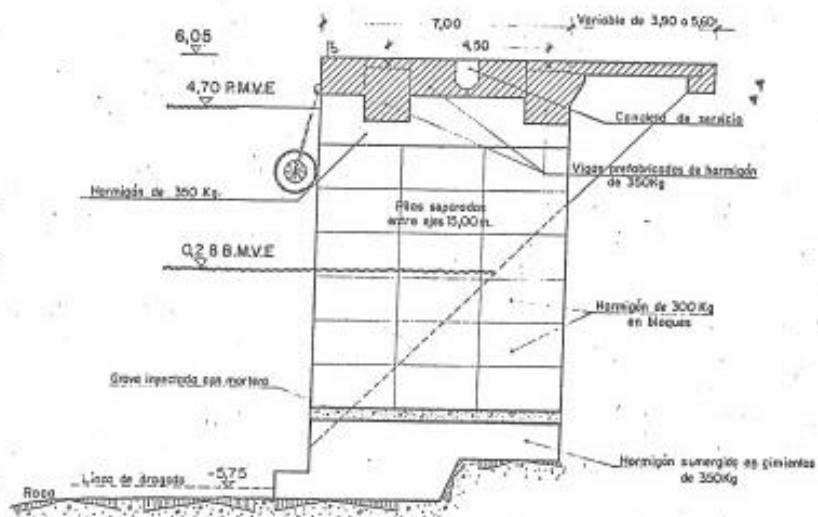 7,00
Variable de 3,90 a 5,60
6,05
15
4,50
4,70 P.M.V.E
Canaleta de servicio
Vigas prefabricadas de hormigón
de 350Kg
Hormigón de 350 Kg.
Pilas separadas
entre ejes 15,00 m.
0,28 B.M.V.E
Hormigón de 300 Kg
en bloques
Grava inyectada con mortero
Hormigón sumergido en cimientos
de 350Kg
Línea de dragado
-5,75
Roca